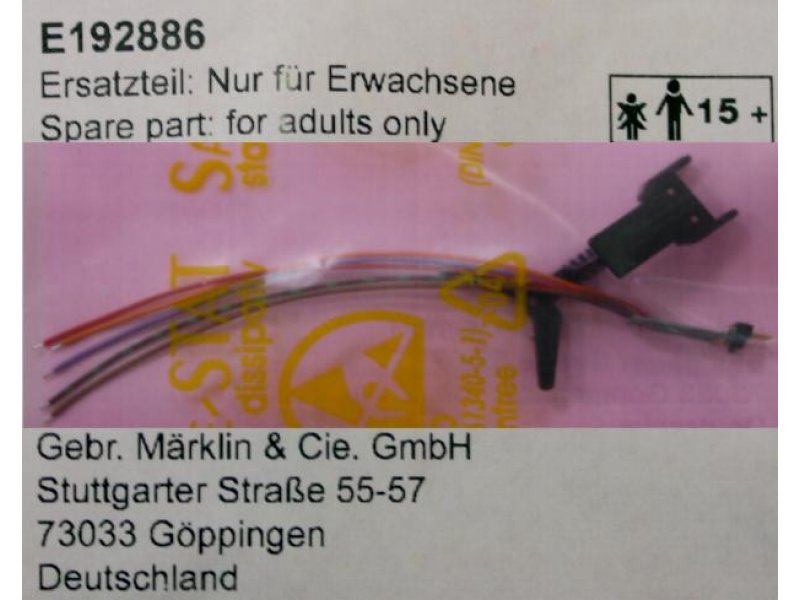 E192886
Ersatzteil: Nur für Erwachsene
Spare part: for adults only
15 +
Gebr. Märklin & Cie. GmbH
Stuttgarter Straße 55-57
73033 Göppingen
Deutschland